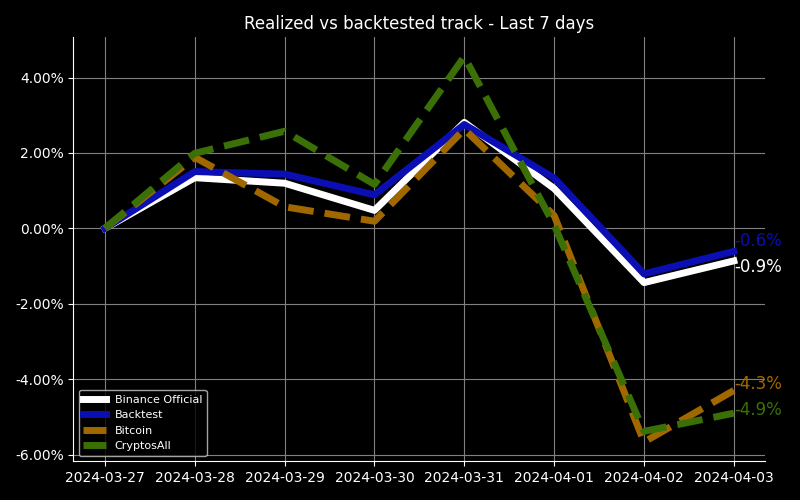 Realized vs backtested track - Last 7 days
4.00%
2.00%
0.00%
-2.00%
-4.00%
-6.00%
-0.6%
-0.9%
-4.3%
-4.9%
Binance Official
Backtest
Bitcoin
CryptosAll
2024-03-27 2024-03-28 2024-03-29 2024-03-30 2024-03-31 2024-04-01 2024-04-02 2024-04-03